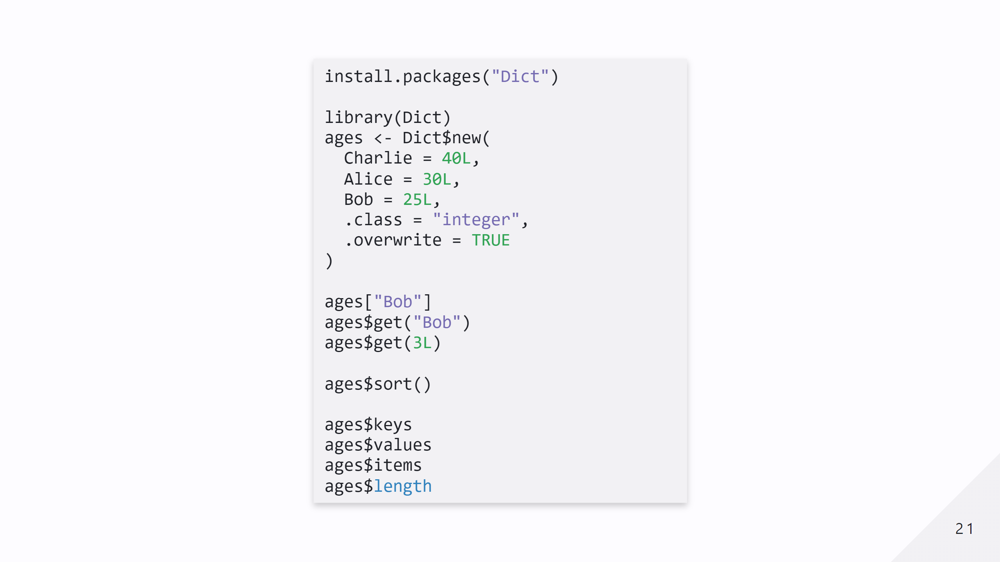 install.packages("Dict")
library(Dict)
ages <- Dict$new(
  Charlie = 40L,
  Alice = 30L,
  Bob = 25L,
  .class = "integer",
  .overwrite = TRUE
)
ages["Bob"]
ages$get("Bob")
ages$get(3L)
ages$sort()
ages$keys
ages$values
ages$items
ages$length
21